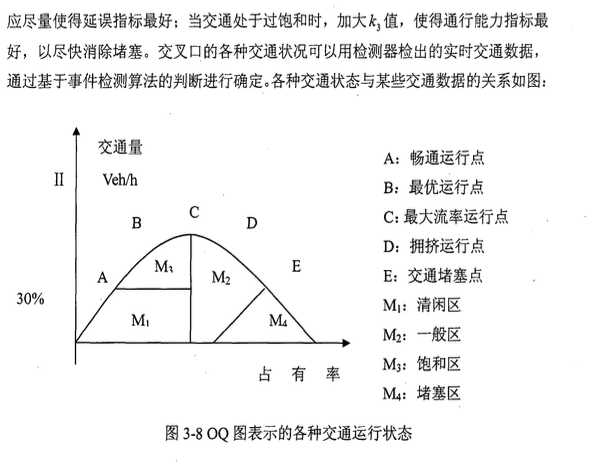 应尽量使得延误指标最好；当交通处于过饱和时，加大k₃值，使得通行能力指标最
好，以尽快消除堵塞。交叉口的各种交通状况可以用检测器检出的实时交通数据，
通过基于事件检测算法的判断进行确定。各种交通状态与某些交通数据的关系如图：
交通量
II Veh/h
A
B
C
D
E
M₃
M₂
30%
M₁
M₄
占 有 率
A：畅通运行点
B：最优运行点
C：最大流率运行点
D：拥挤运行点
E：交通堵塞点
M₁：清闲区
M₂：一般区
M₃：饱和区
M₄：堵塞区
图 3-8 OQ 图表示的各种交通运行状态